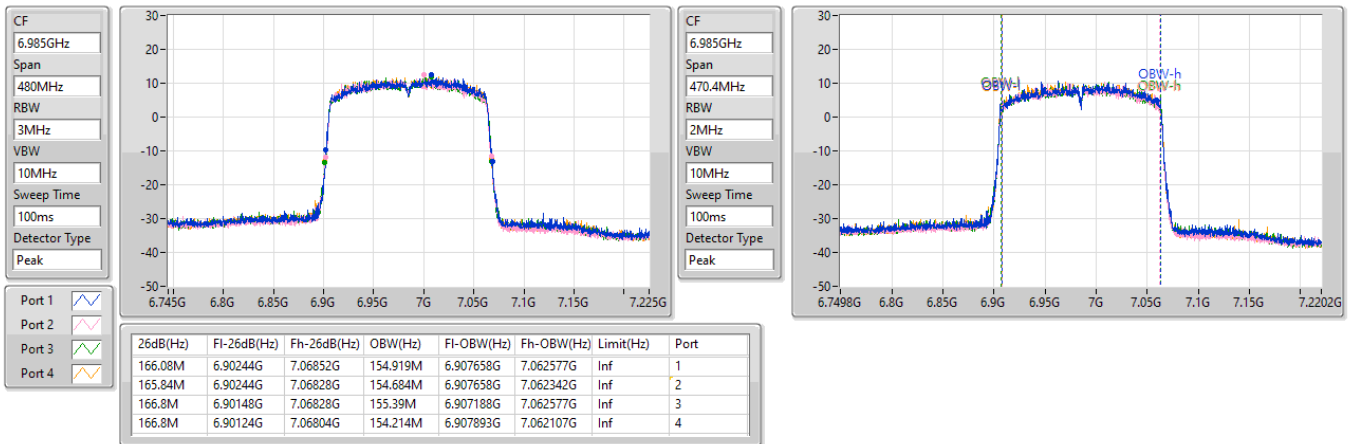 CF
6.985GHz
Span
480MHz
RBW
3MHz
VBW
10MHz
Sweep Time
100ms
Detector Type
Peak
30
20
10
0
-10
-20
-30
-40
-50
6.745G 6.8G 6.85G 6.9G 6.95G 7G 7.05G 7.1G 7.15G 7.225G
CF
6.985GHz
Span
470.4MHz
RBW
2MHz
VBW
10MHz
Sweep Time
100ms
Detector Type
Peak
30
20
10
0
-10
-20
-30
-40
-50
OBW-l
OBW-h
OBW-h
6.7498G 6.8G 6.85G 6.9G 6.95G 7G 7.05G 7.1G 7.15G 7.2202G
Port 1
Port 2
Port 3
Port 4
26dB(Hz) Fl-26dB(Hz) Fh-26dB(Hz) OBW(Hz) Fl-OBW(Hz) Fh-OBW(Hz) Limit(Hz) Port
166.08M 6.90244G 7.06852G 154.919M 6.907658G 7.062577G Inf 1
165.84M 6.90244G 7.06828G 154.684M 6.907658G 7.062342G Inf 2
166.8M 6.90148G 7.06828G 155.39M 6.907188G 7.062577G Inf 3
166.8M 6.90124G 7.06804G 154.214M 6.907893G 7.062107G Inf 4